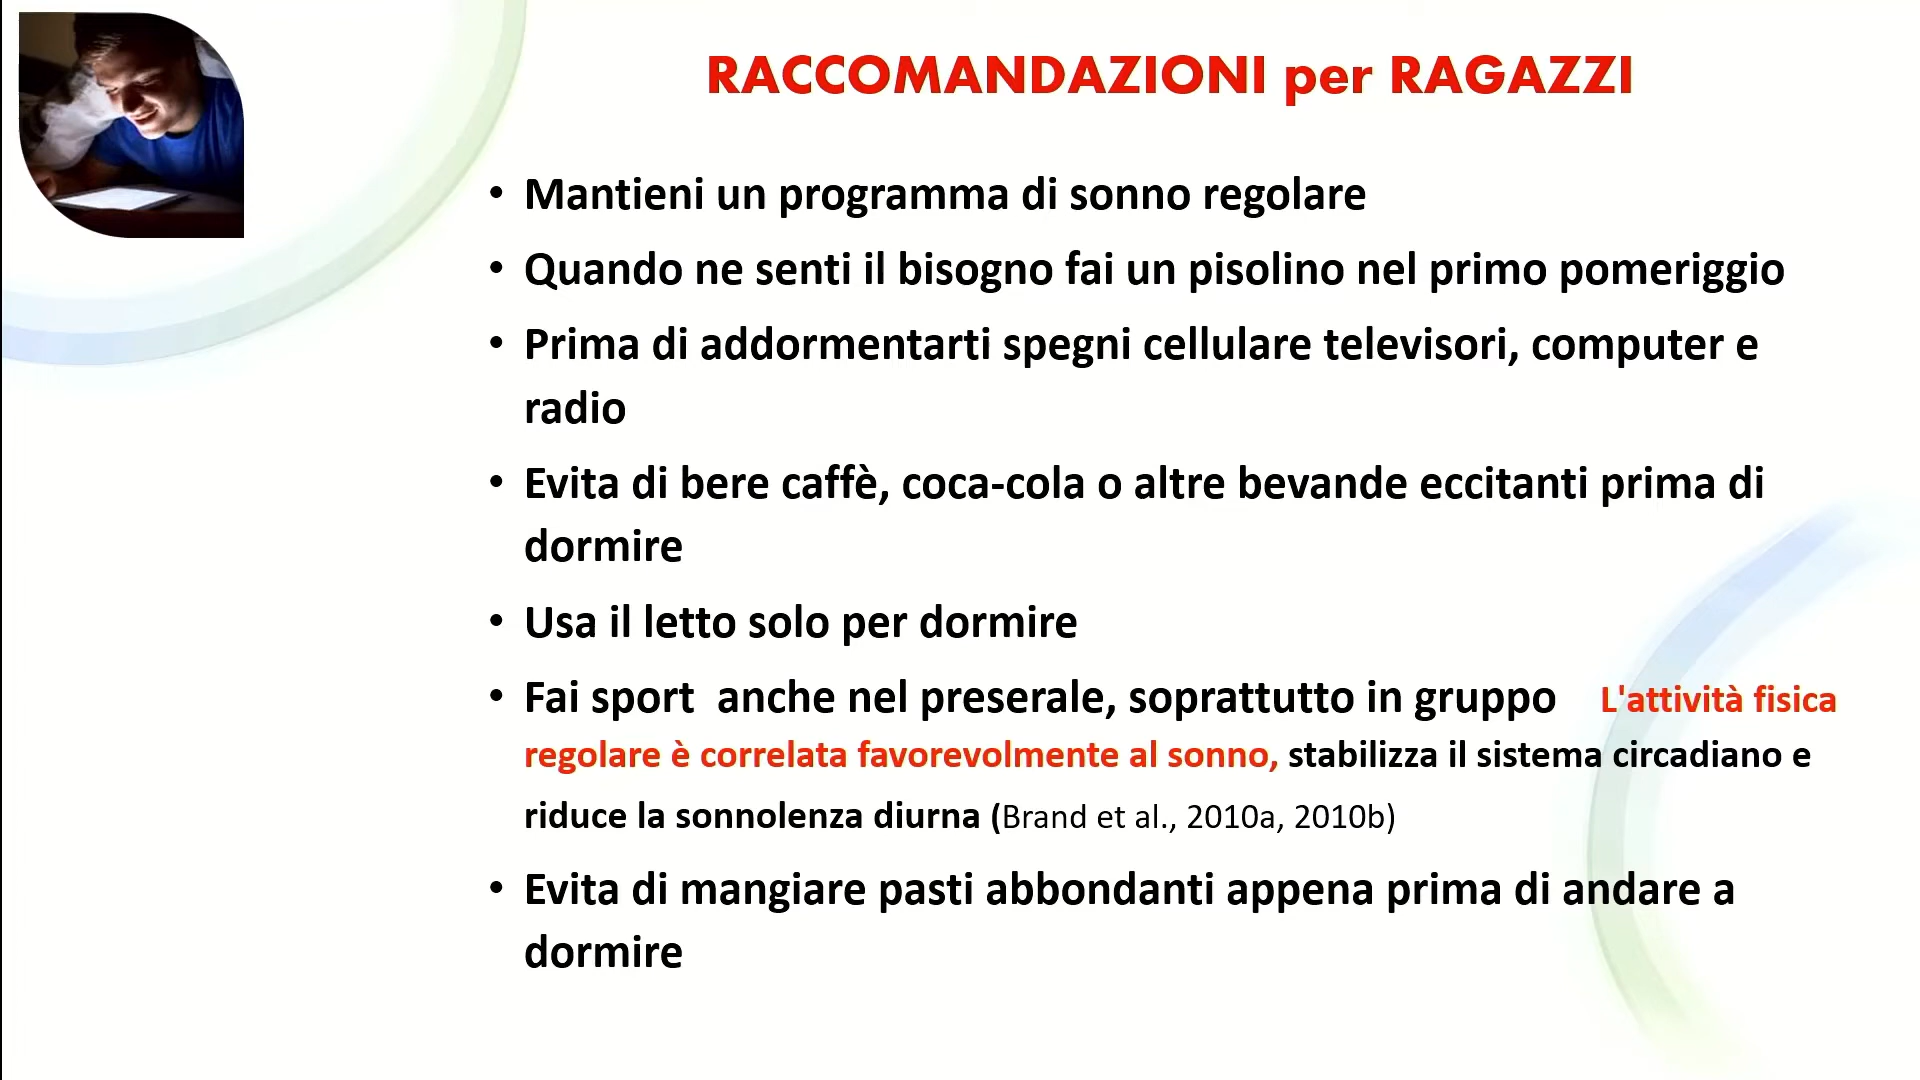 RACCOMANDAZIONI per RAGAZZI
• Mantieni un programma di sonno regolare
• Quando ne senti il bisogno fai un pisolino nel primo pomeriggio
• Prima di addormentarti spegni cellulare televisori, computer e
radio
• Evita di bere caffè, coca-cola o altre bevande eccitanti prima di
dormire
• Usa il letto solo per dormire
• Fai sport  anche nel preserale, soprattutto in gruppo L'attività fisica
regolare è correlata favorevolmente al sonno, stabilizza il sistema circadiano e
riduce la sonnolenza diurna (Brand et al., 2010a, 2010b)
• Evita di mangiare pasti abbondanti appena prima di andare a
dormire